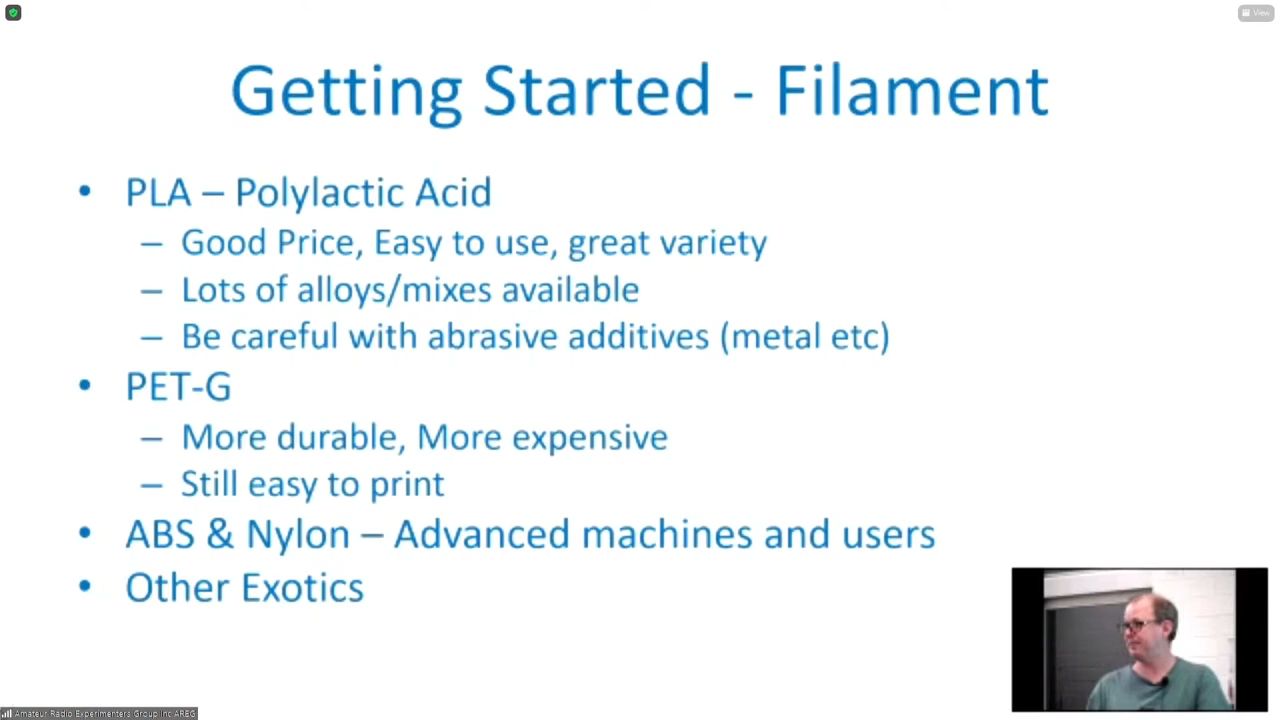 View
Getting Started - Filament
• PLA – Polylactic Acid
– Good Price, Easy to use, great variety
– Lots of alloys/mixes available
– Be careful with abrasive additives (metal etc)
• PET-G
– More durable, More expensive
– Still easy to print
• ABS & Nylon – Advanced machines and users
• Other Exotics
Amateur Radio Experimenters Group Inc AREG